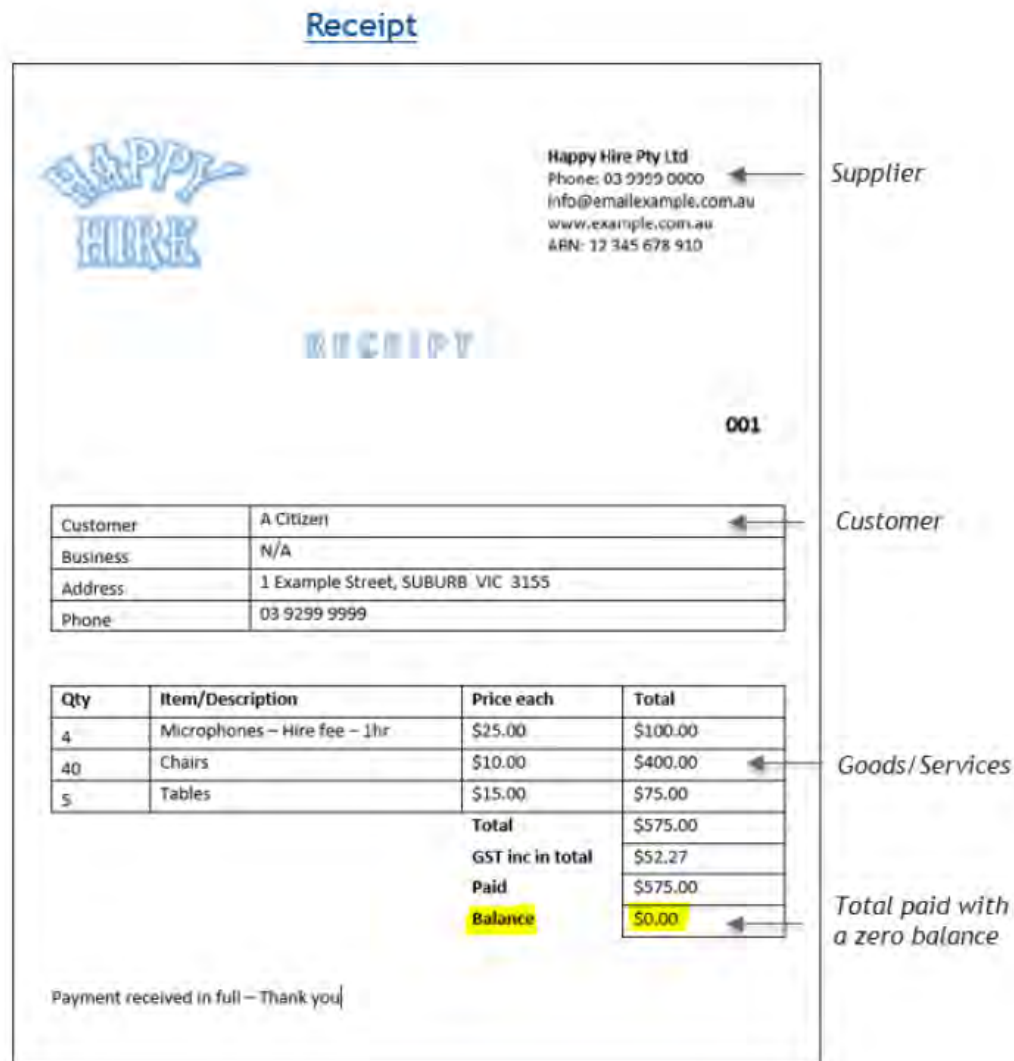 Receipt
HAPPY
HIRE
Happy Hire Pty Ltd
Phone: 03 9999 0000
info@emailexample.com.au
www.example.com.au
ABN: 12 345 678 910
Supplier
RECEIPT
001
Customer A Citizen
Customer
Business N/A
Address 1 Example Street, SUBURB VIC 3155
Phone 03 9299 9999
Qty Item/Description Price each Total
4 Microphones – Hire fee – 1hr $25.00 $100.00
40 Chairs $10.00 $400.00
Goods/Services
5 Tables $15.00 $75.00
Total $575.00
GST inc in total $52.27
Paid $575.00
Balance $0.00
Total paid with
a zero balance
Payment received in full – Thank you